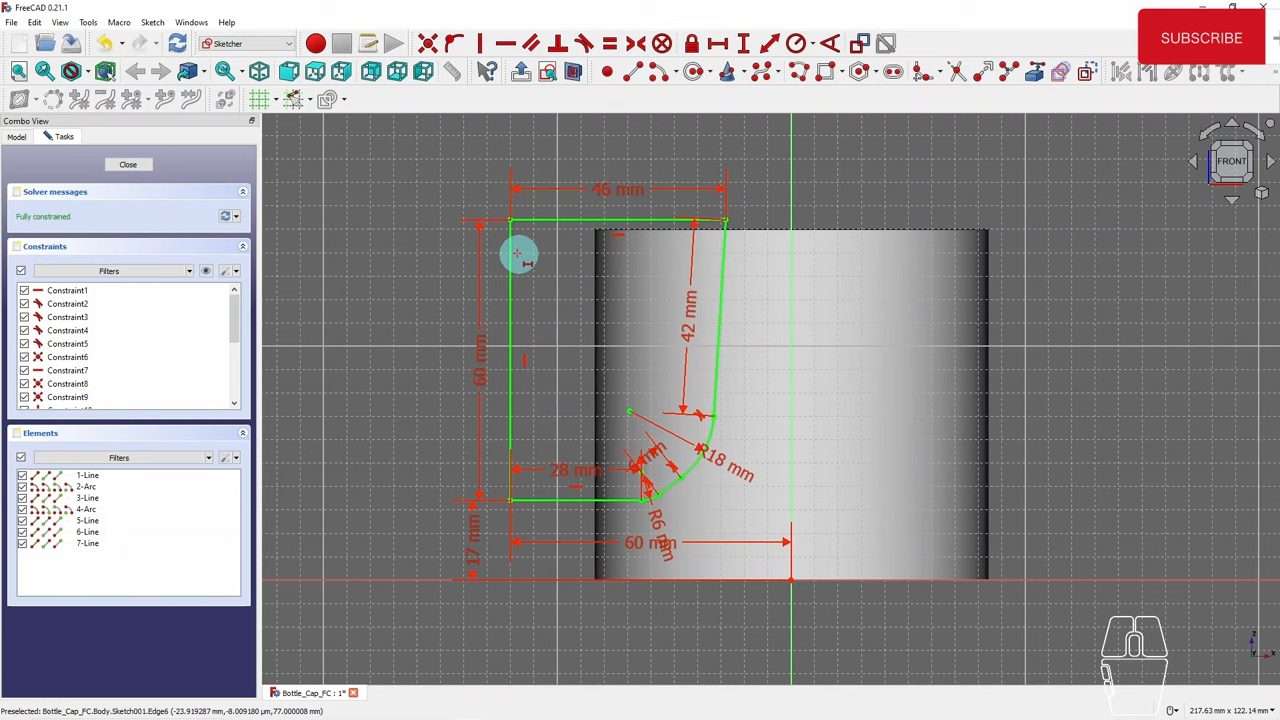 FreeCAD 0.21.1
File Edit View Tools Macro Sketch Windows Help
SUBSCRIBE
Sketcher
Combo View
Model Tasks
Close
Solver messages
Fully constrained
Constraints
Filters
Constraint1
Constraint2
Constraint3
Constraint4
Constraint5
Constraint6
Constraint7
Constraint8
Constraint9
Elements
Filters
1-Line
2-Arc
3-Line
4-Arc
5-Line
6-Line
7-Line
FRONT
46 mm
42 mm
60 mm
R18 mm
28 mm
R6 mm
17 mm
60 mm
Bottle_Cap_FC : 1*
Preselected: Bottle_Cap_FC.Body.Sketch001.Edge6 (-23.919287 mm,-8.009180 µm,77.000008 mm)
217.63 mm x 122.14 mm